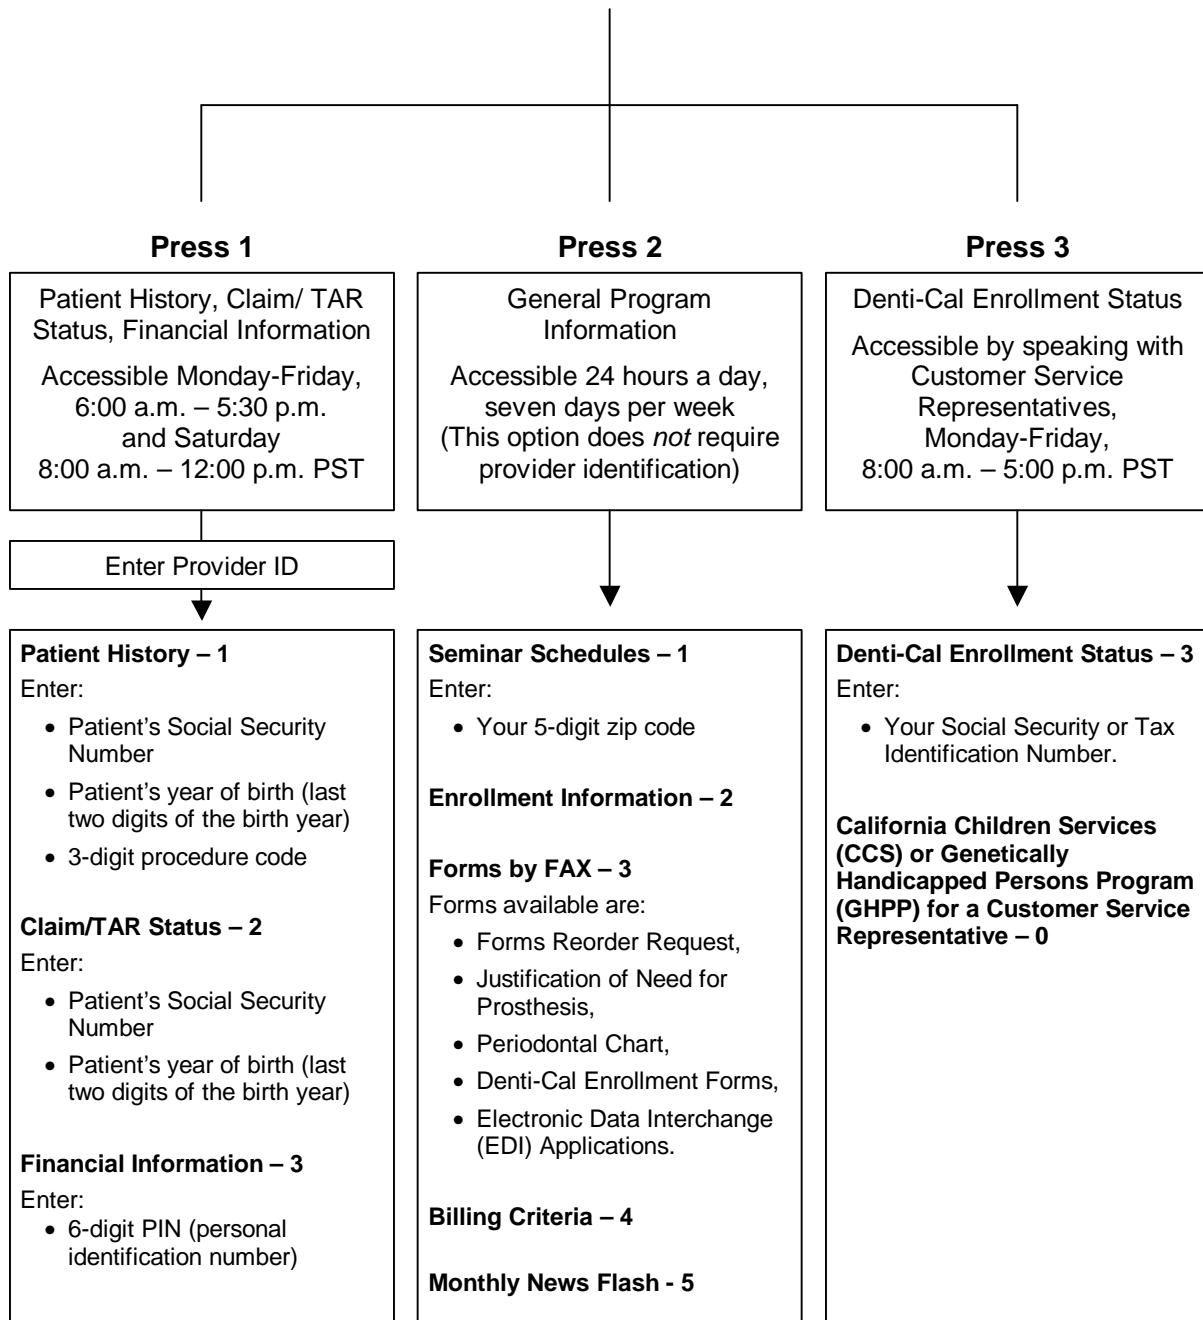 Press 1
Patient History, Claim/ TAR
Status, Financial Information
Accessible Monday-Friday,
6:00 a.m. – 5:30 p.m.
and Saturday
8:00 a.m. – 12:00 p.m. PST
Enter Provider ID
Patient History – 1
Enter:
• Patient’s Social Security
Number
• Patient’s year of birth (last
two digits of the birth year)
• 3-digit procedure code
Claim/TAR Status – 2
Enter:
• Patient’s Social Security
Number
• Patient’s year of birth (last
two digits of the birth year)
Financial Information – 3
Enter:
• 6-digit PIN (personal
identification number)
Press 2
General Program
Information
Accessible 24 hours a day,
seven days per week
(This option does not require
provider identification)
Seminar Schedules – 1
Enter:
• Your 5-digit zip code
Enrollment Information – 2
Forms by FAX – 3
Forms available are:
• Forms Reorder Request,
• Justification of Need for
Prosthesis,
• Periodontal Chart,
• Denti-Cal Enrollment Forms,
• Electronic Data Interchange
(EDI) Applications.
Billing Criteria – 4
Monthly News Flash - 5
Press 3
Denti-Cal Enrollment Status
Accessible by speaking with
Customer Service
Representatives,
Monday-Friday,
8:00 a.m. – 5:00 p.m. PST
Denti-Cal Enrollment Status – 3
Enter:
• Your Social Security or Tax
Identification Number.
California Children Services
(CCS) or Genetically
Handicapped Persons Program
(GHPP) for a Customer Service
Representative – 0